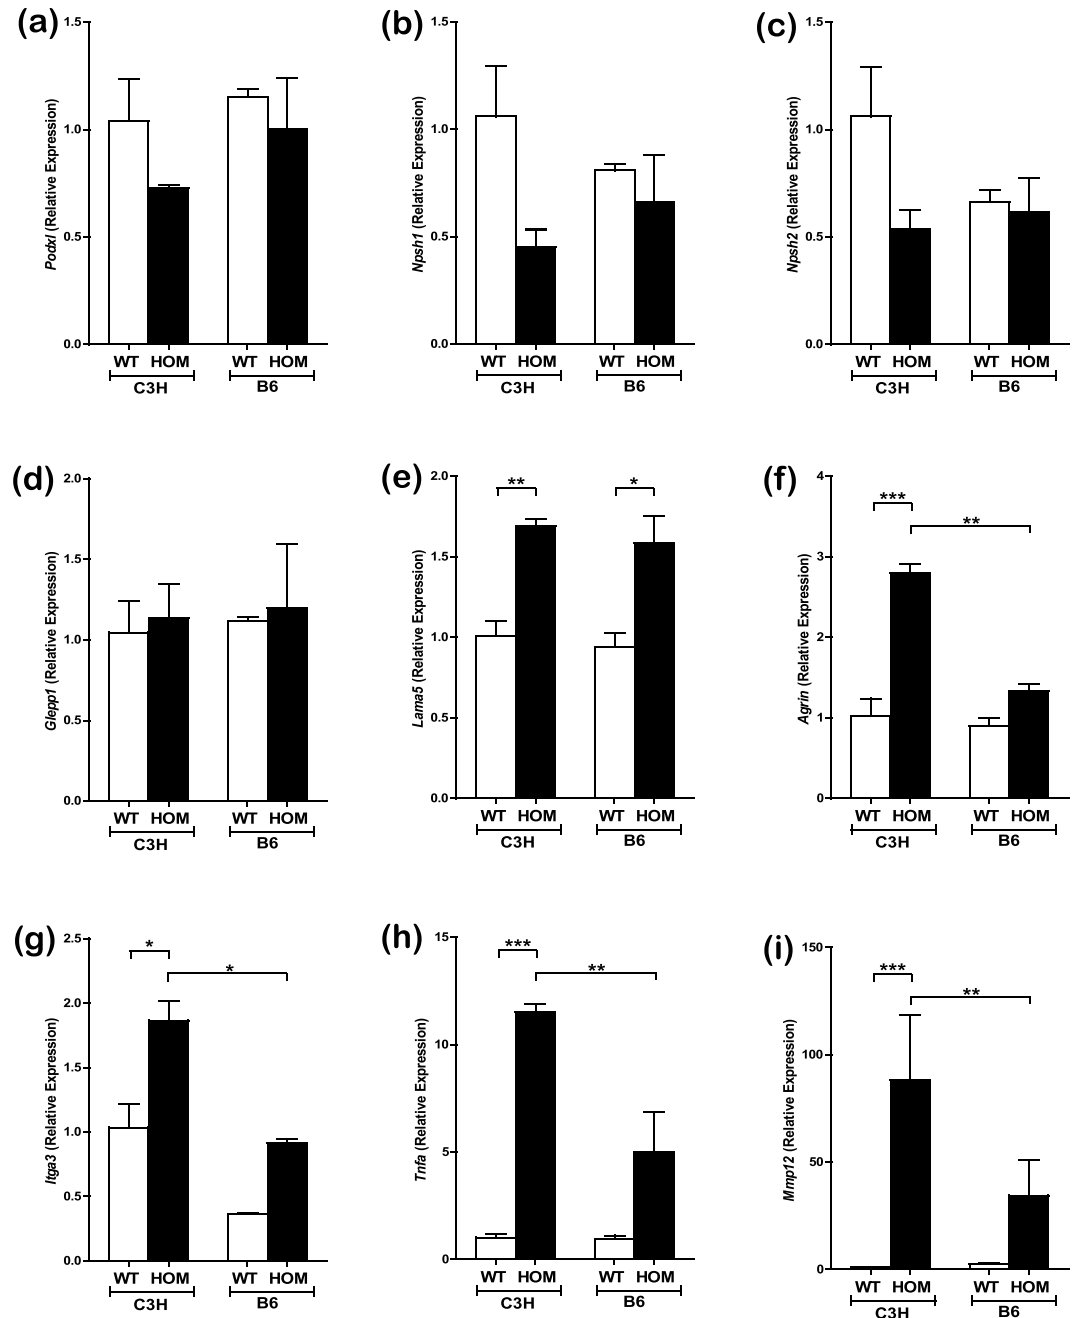 (a)
Podxl (Relative Expression)
1.5
1.0
0.5
0.0
WT HOM WT HOM
C3H B6
(b)
Npsh1 (Relative Expression)
1.5
1.0
0.5
0.0
WT HOM WT HOM
C3H B6
(c)
Npsh2 (Relative Expression)
1.5
1.0
0.5
0.0
WT HOM WT HOM
C3H B6
(d)
Glepp1 (Relative Expression)
2.0
1.5
1.0
0.5
0.0
WT HOM WT HOM
C3H B6
(e)
Lama5 (Relative Expression)
2.0
1.5
1.0
0.5
0.0
** *
WT HOM WT HOM
C3H B6
(f)
Agrin (Relative Expression)
4
3
2
1
0
***
**
WT HOM WT HOM
C3H B6
(g)
Itga3 (Relative Expression)
2.5
2.0
1.5
1.0
0.5
0.0
*
*
WT HOM WT HOM
C3H B6
(h)
Tnfa (Relative Expression)
15
10
5
0
***
**
WT HOM WT HOM
C3H B6
(i)
Mmp12 (Relative Expression)
150
100
50
0
***
**
WT HOM WT HOM
C3H B6